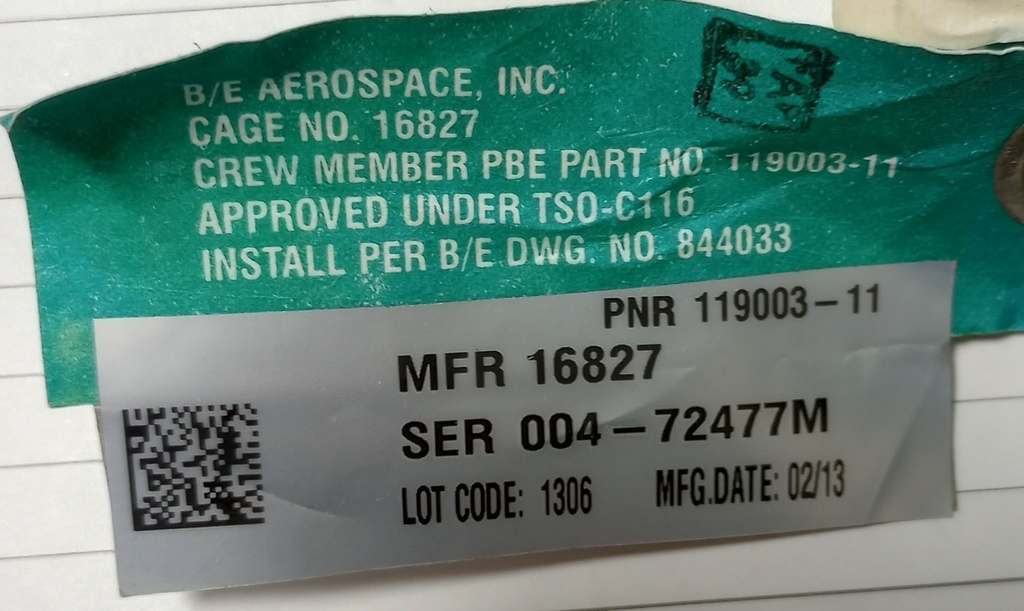 B/E AEROSPACE, INC.
CAGE NO. 16827
CREW MEMBER PBE PART NO. 119003-11
APPROVED UNDER TSO-C116
INSTALL PER B/E DWG. NO. 844033
PNR 119003-11
MFR 16827
SER 004-72477M
LOT CODE: 1306 MFG.DATE: 02/13